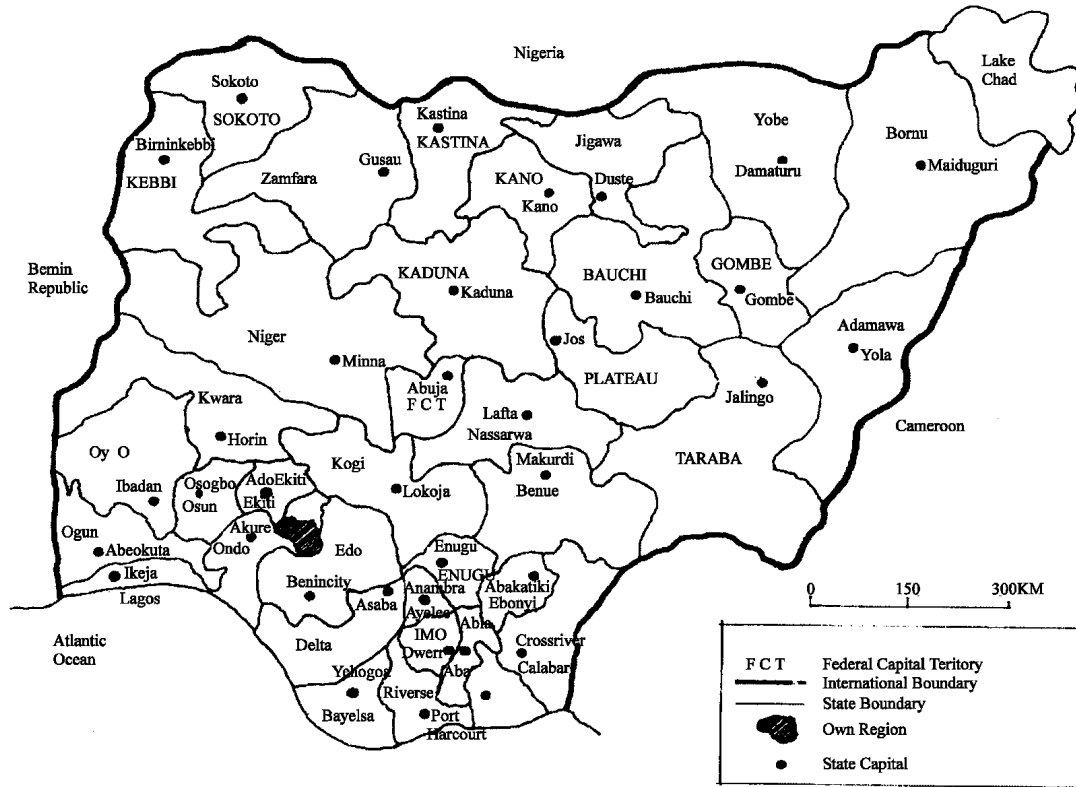 Nigeria
Lake
Chad
Sokoto
SOKOTO
Kastina
KASTINA
Yobe
Bornu
Birninkebbi
KEBBI
Gusau
Zamfara
Jigawa
KANO
Kano
Duste
Damaturu
Maiduguri
Bemin
Republic
KADUNA
Kaduna
BAUCHI
Bauchi
GOMBE
Gombe
Niger
Minna
Jos
Adamawa
Yola
Abuja
F C T
PLATEAU
Jalingo
Kwara
Horin
Lafta
Nassarwa
Cameroon
Oy O
Kogi
Makurdi
Benue
TARABA
Ibadan
Osogbo
Osun
AdoEkiti
Ekiti
Lokoja
Ogun
Abeokuta
Akure
Ondo
Edo
Enugu
ENUGU
Ikeja
Lagos
Benincity
Asaba
Anambra
Ayelee
Abakatiki
Ebonyi
0 150 300KM
Atlantic
Ocean
Delta
IMO
Dwerr
Abla
Aba
Crossriver
Calabar
Yehogoa
Bayelsa
Riverse
Port
Harcourt
F C T Federal Capital Teritory
International Boundary
State Boundary
Own Region
State Capital